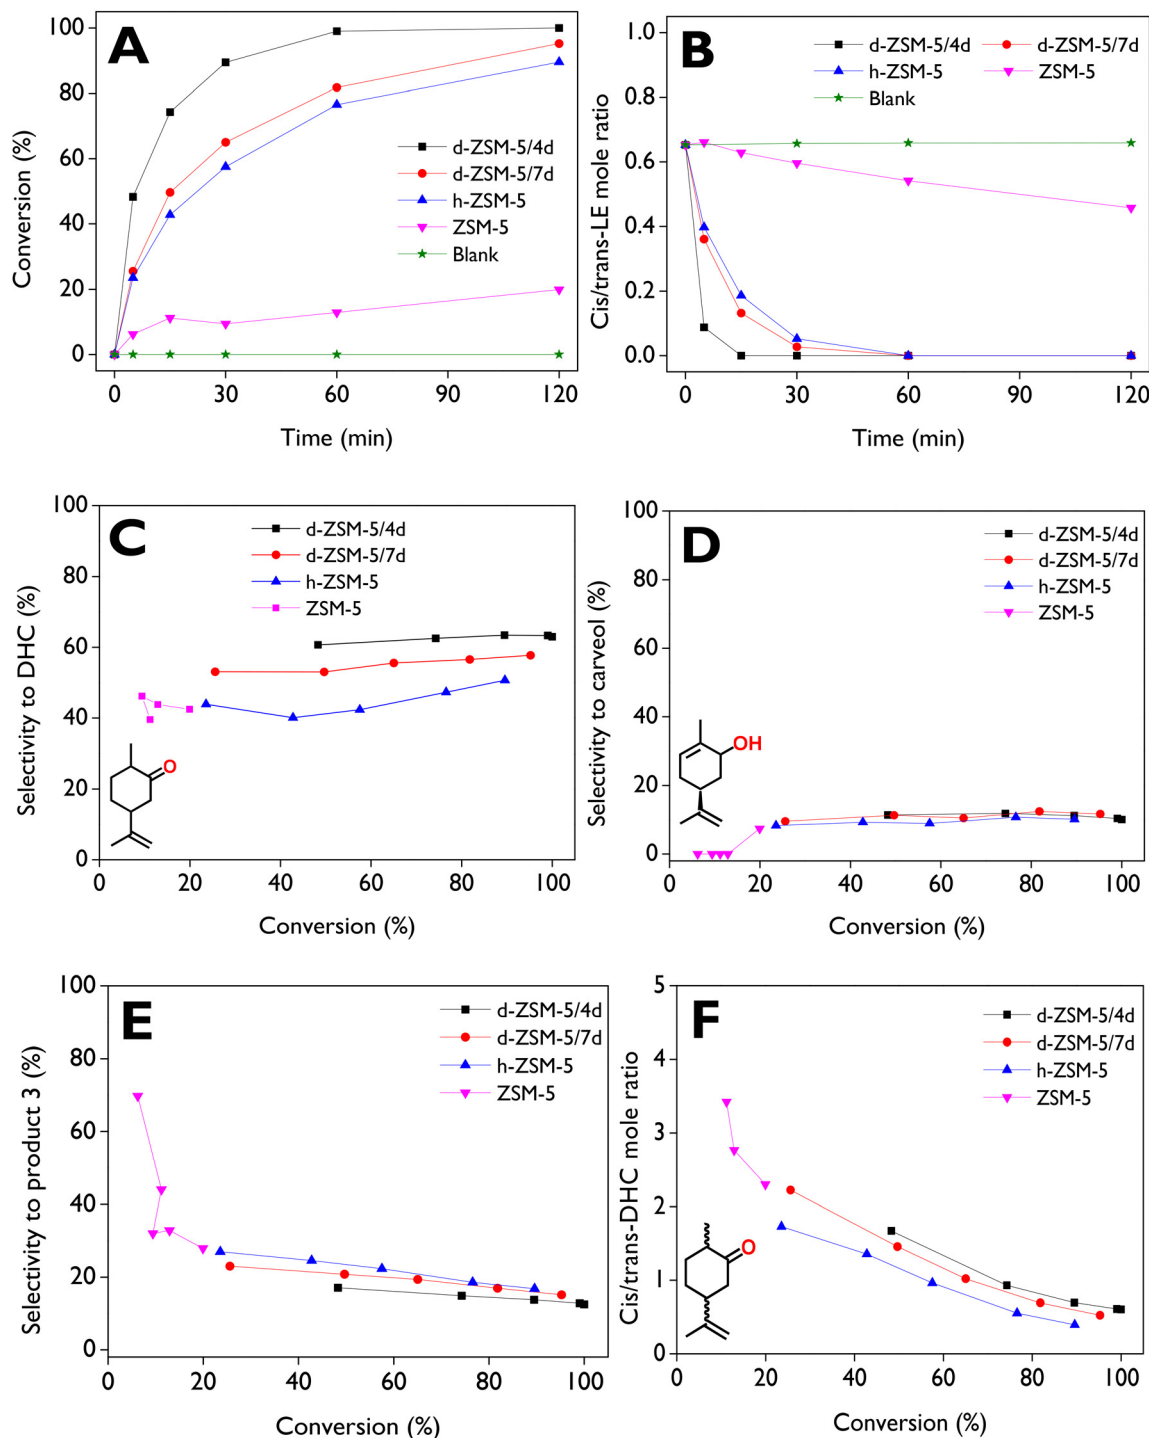 A
100
80
60
40
20
0
Conversion (%)
d-ZSM-5/4d
d-ZSM-5/7d
h-ZSM-5
ZSM-5
Blank
0 30 60 90 120
Time (min)
B
1.0
0.8
0.6
0.4
0.2
0.0
Cis/trans-LE mole ratio
d-ZSM-5/4d d-ZSM-5/7d
h-ZSM-5 ZSM-5
Blank
0 30 60 90 120
Time (min)
C
100
80
60
40
20
0
Selectivity to DHC (%)
d-ZSM-5/4d
d-ZSM-5/7d
h-ZSM-5
ZSM-5
O
0 20 40 60 80 100
Conversion (%)
D
100
80
60
40
20
0
Selectivity to carveol (%)
d-ZSM-5/4d
d-ZSM-5/7d
h-ZSM-5
ZSM-5
OH
0 20 40 60 80 100
Conversion (%)
E
100
80
60
40
20
0
Selectivity to product 3 (%)
d-ZSM-5/4d
d-ZSM-5/7d
h-ZSM-5
ZSM-5
0 20 40 60 80 100
Conversion (%)
F
5
4
3
2
1
0
Cis/trans-DHC mole ratio
d-ZSM-5/4d
d-ZSM-5/7d
h-ZSM-5
ZSM-5
O
0 20 40 60 80 100
Conversion (%)